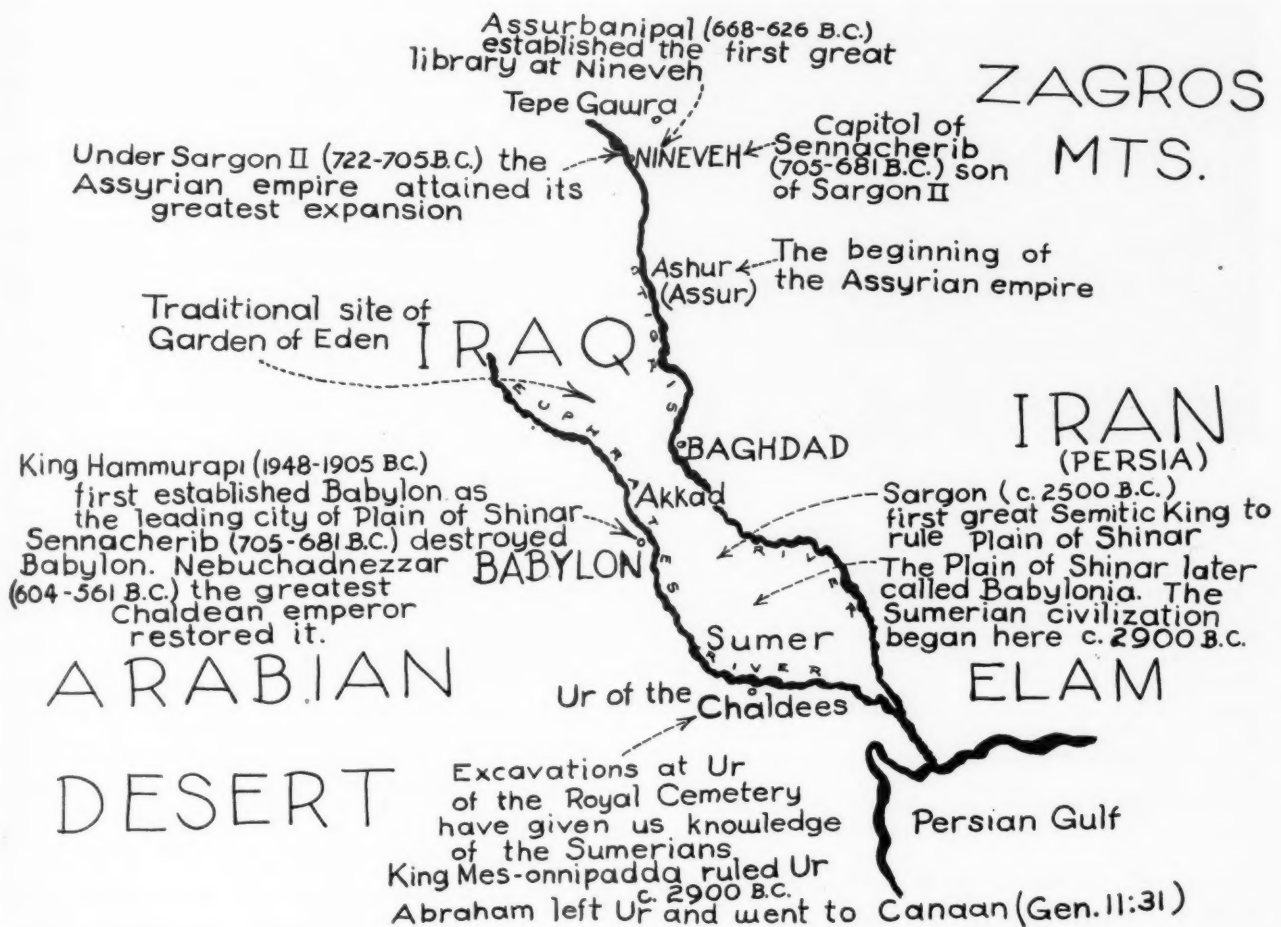 Assurbanipal (668-626 B.C.)
established the first great
library at Nineveh
ZAGROS
MTS.
Tepe Gawra
NINEVEH
Capitol of
Sennacherib
(705-681 B.C.) son
of Sargon II
Under Sargon II (722-705 B.C.) the
Assyrian empire attained its
greatest expansion
Ashur
(Assur)
The beginning of
the Assyrian empire
Traditional site of
Garden of Eden
IRAQ
TIGRIS
EUPHRATES
IRAN
(PERSIA)
BAGHDAD
King Hammurapi (1948-1905 B.C.)
first established Babylon as
the leading city of Plain of Shinar
Sennacherib (705-681 B.C.) destroyed
Babylon. Nebuchadnezzar
(604-561 B.C.) the greatest
Chaldean emperor
restored it.
Akkad
BABYLON
Sargon (c. 2500 B.C.)
first great Semitic King to
rule Plain of Shinar
RIVER
The Plain of Shinar later
called Babylonia. The
Sumerian civilization
began here c. 2900 B.C.
Sumer
RIVER
ARABIAN
DESERT
ELAM
Ur of the
Chaldees
Excavations at Ur
of the Royal Cemetery
have given us knowledge
of the Sumerians
King Mes-onnipadda ruled Ur
c. 2900 B.C.
Abraham left Ur and went to Canaan (Gen. 11:31)
Persian Gulf